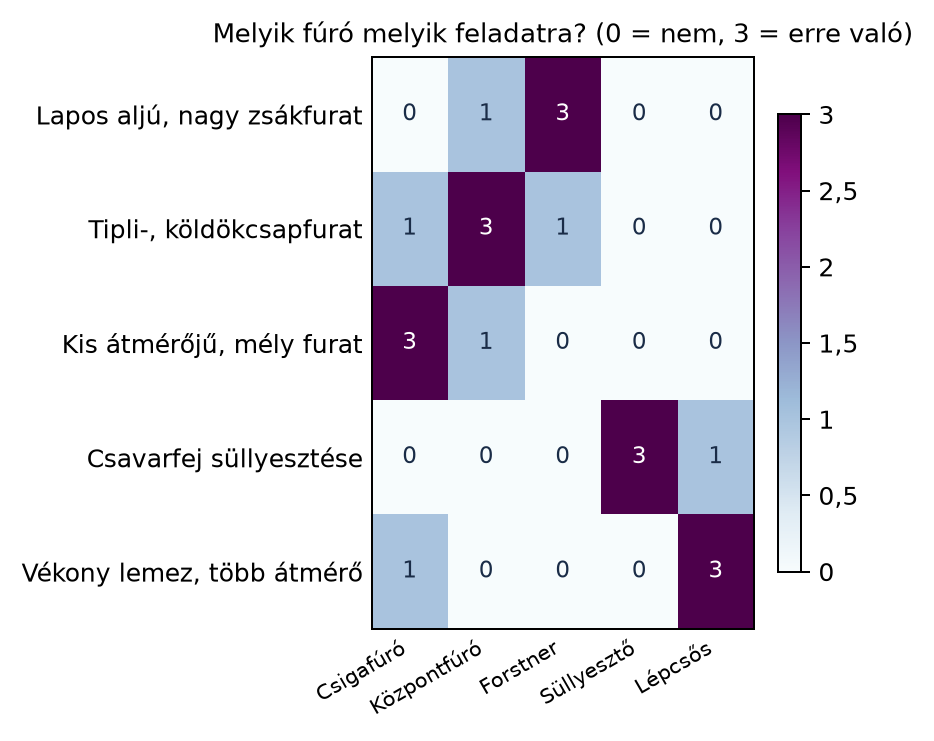 Melyik fúró melyik feladatra? (0 = nem, 3 = erre való)
Lapos aljú, nagy zsákfurat 0 1 3 0 0
Tipli-, köldökcsapfurat 1 3 1 0 0
Kis átmérőjű, mély furat 3 1 0 0 0
Csavarfej süllyesztése 0 0 0 3 1
Vékony lemez, több átmérő 1 0 0 0 3
Csigafúró Központfúró Forstner Süllyesztő Lépcsős
3
2,5
2
1,5
1
0,5
0